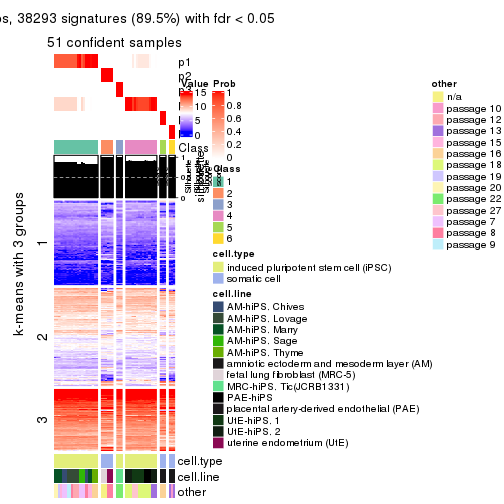 os, 38293 signatures (89.5%) with fdr < 0.05
51 confident samples
p1
p2
Value
15
10
5
0
Prob
1
0.8
0.6
0.4
0.2
0
Class
1
0
Silhouette score
Class
1
2
3
4
5
6
k-means with 3 groups
1
2
3
cell.type
induced pluripotent stem cell (iPSC)
somatic cell
cell.line
AM-hiPS. Chives
AM-hiPS. Lovage
AM-hiPS. Marry
AM-hiPS. Sage
AM-hiPS. Thyme
amniotic ectoderm and mesoderm layer (AM)
fetal lung fibroblast (MRC-5)
MRC-hiPS. Tic(JCRB1331)
PAE-hiPS
placental artery-derived endothelial (PAE)
UtE-hiPS. 1
UtE-hiPS. 2
uterine endometrium (UtE)
cell.type
cell.line
other
other
n/a
passage 10
passage 12
passage 13
passage 15
passage 16
passage 18
passage 19
passage 20
passage 22
passage 27
passage 7
passage 8
passage 9